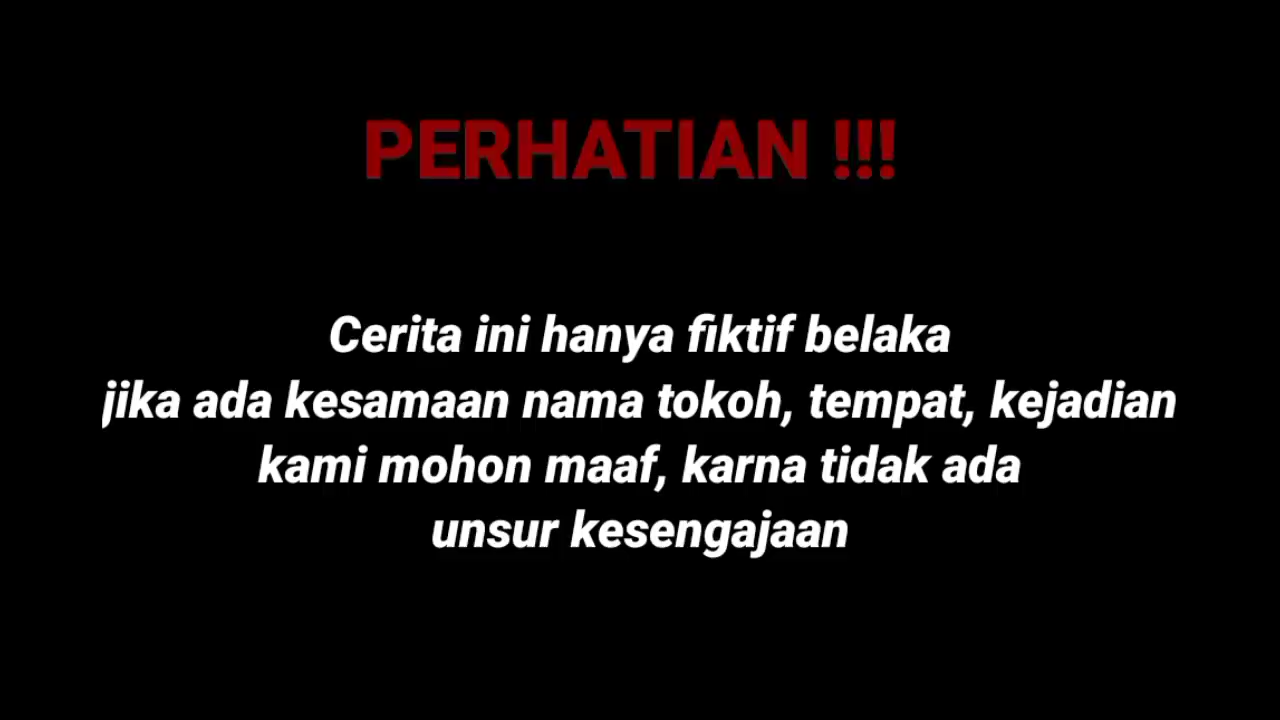 PERHATIAN !!!
Cerita ini hanya fiktif belaka
jika ada kesamaan nama tokoh, tempat, kejadian
kami mohon maaf, karna tidak ada
unsur kesengajaan